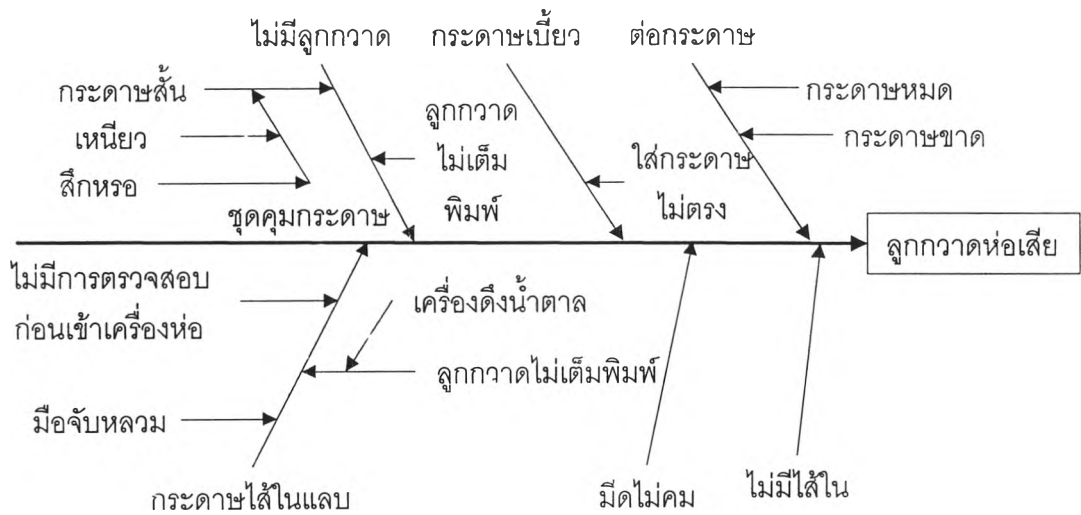 ไม่มีลูกกวาด
กระดาษเบี้ยว
ต่อกระดาษ
กระดาษสั้น
เหนียว
สึกหรอ
ชุดคุมกระดาษ
ลูกกวาด
ไม่เต็ม
พิมพ์
ใส่กระดาษ
ไม่ตรง
กระดาษหมด
กระดาษขาด
ลูกกวาดห่อเสีย
ไม่มีการตรวจสอบ
ก่อนเข้าเครื่องห่อ
เครื่องดึงน้ำตาล
ลูกกวาดไม่เต็มพิมพ์
มือจับหลวม
กระดาษไส้ในแลบ
มีดไม่คม
ไม่มีไส้ใน